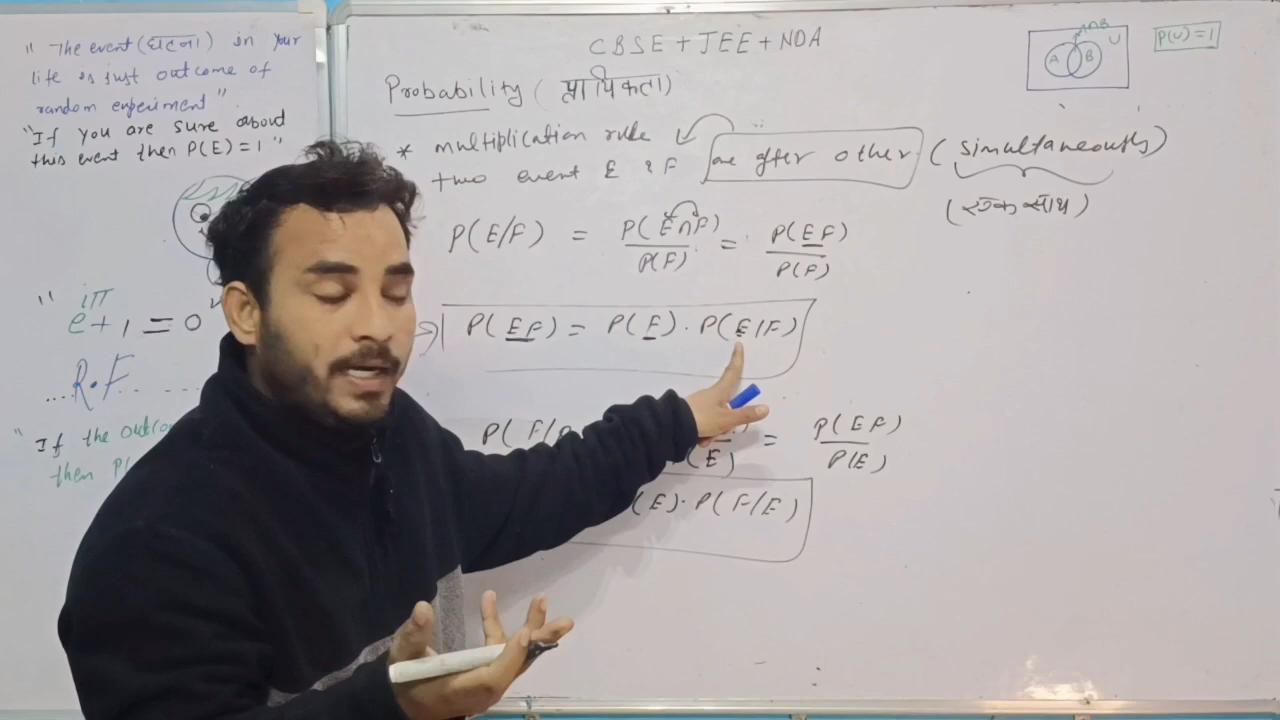 " The event (घटना) in your
life is just outcome of
random experiment"
"If you are sure about
this event then P(E) = 1"
" e^iπ + 1 = 0
....R.F....
" If the outco
then P(
CBSE + JEE + NDA
Probability (प्रायिकता)
* multiplication rule
two event E & F one after other (simultaneously)
(एक साथ)
P(E/F) = P(E∩F)/P(F) = P(EF)/P(F)
P(EF) = P(F) · P(E/F)
P( F/ (E) = P(EF)/P(E)
(E) · P(F/E)
A B U
A∩B
P(U) = 1